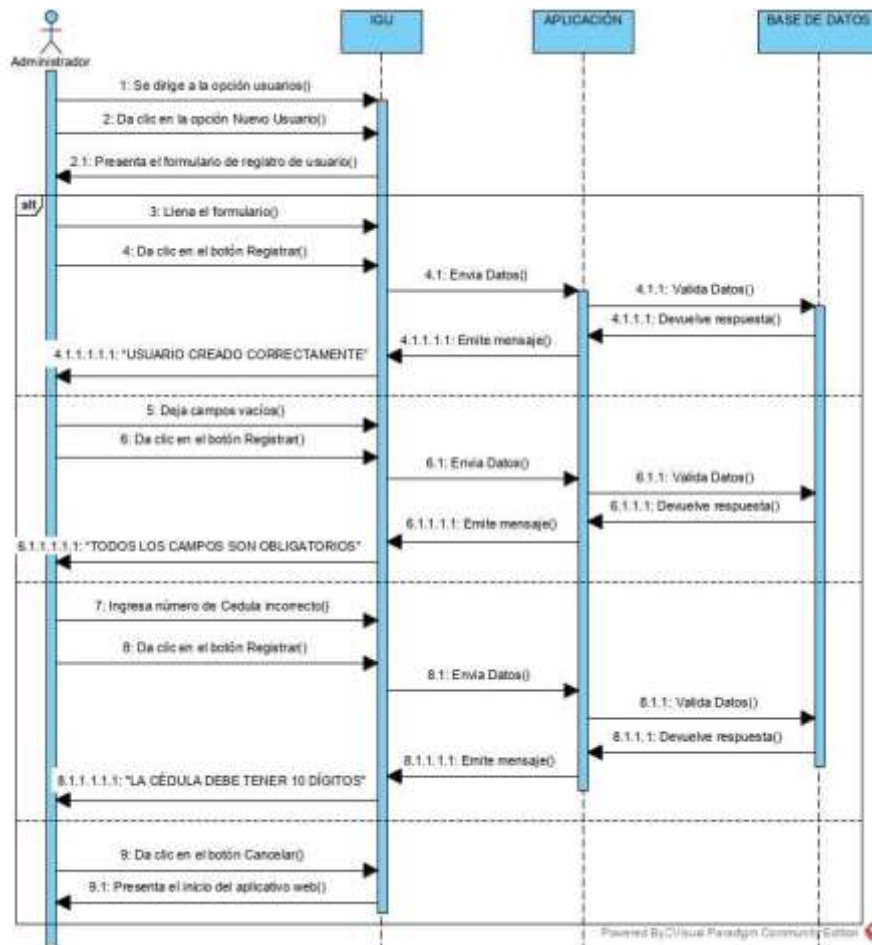 IGU
APLICACIÓN
BASE DE DATOS
Administrador
1: Se dirige a la opción usuarios()
2: Da clic en la opción Nuevo Usuario()
2.1: Presenta el formulario de registro de usuario()
alt
3: Llena el formulario()
4: Da clic en el botón Registrar()
4.1: Envia Datos()
4.1.1: Valida Datos()
4.1.1.1: Devuelve respuesta()
4.1.1.1.1: Emite mensaje()
4.1.1.1.1.1: "USUARIO CREADO CORRECTAMENTE"
5: Deja campos vacíos()
6: Da clic en el botón Registrar()
6.1: Envia Datos()
6.1.1: Valida Datos()
6.1.1.1: Devuelve respuesta()
6.1.1.1.1: Emite mensaje()
6.1.1.1.1.1: "TODOS LOS CAMPOS SON OBLIGATORIOS"
7: Ingresa número de Cedula incorrecto()
8: Da clic en el botón Registrar()
8.1: Envia Datos()
8.1.1: Valida Datos()
8.1.1.1: Devuelve respuesta()
8.1.1.1.1: Emite mensaje()
8.1.1.1.1.1: "LA CÉDULA DEBE TENER 10 DÍGITOS"
9: Da clic en el botón Cancelar()
9.1: Presenta el inicio del aplicativo web()
Powered By Visual Paradigm Community Edition